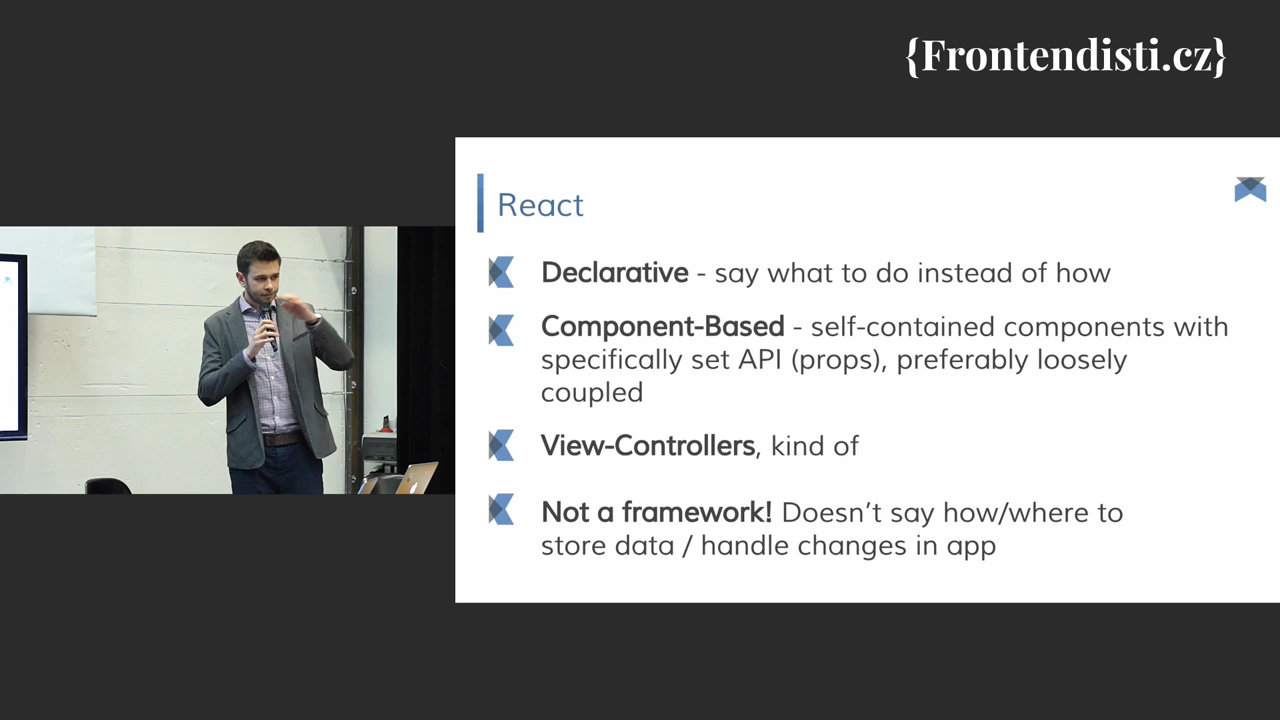 {Frontendisti.cz}
React
Declarative - say what to do instead of how
Component-Based - self-contained components with
specifically set API (props), preferably loosely
coupled
View-Controllers, kind of
Not a framework! Doesn't say how/where to
store data / handle changes in app